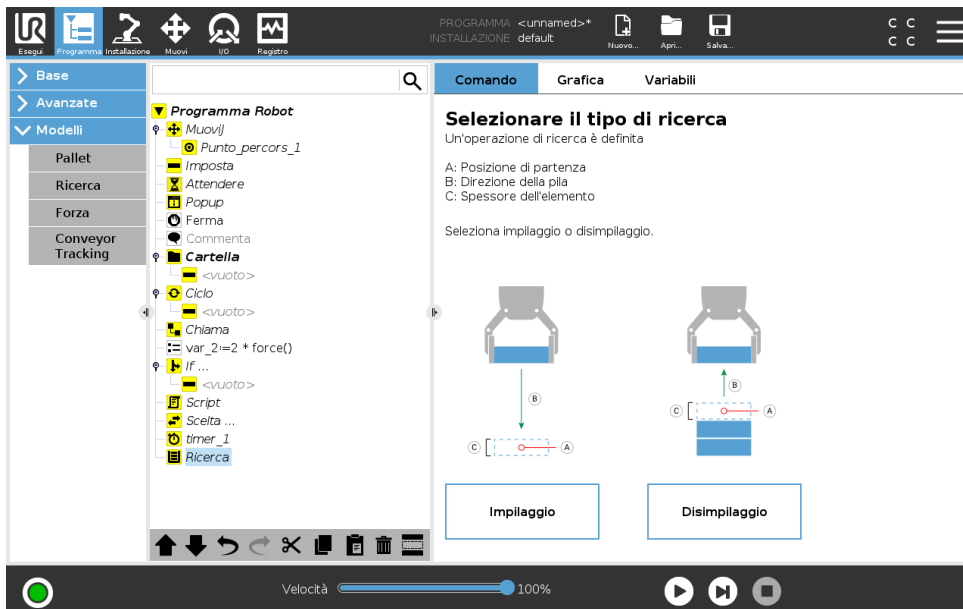 PROGRAMMA <unnamed>*
INSTALLAZIONE default
Esegui
Programma
Installazione
Muovi
I/O
Registro
Nuovo...
Apri...
Salva...
C C
C C
Base
Avanzate
Modelli
Pallet
Ricerca
Forza
Conveyor
Tracking
Programma Robot
MuoviJ
Punto_percors_1
Imposta
Attendere
Popup
Ferma
Commenta
Cartella
<vuoto>
Ciclo
<vuoto>
Chiama
var_2:=2 * force()
If ...
<vuoto>
Script
Scelta ...
timer_1
Ricerca
Comando
Grafica
Variabili
Selezionare il tipo di ricerca
Un'operazione di ricerca è definita
A: Posizione di partenza
B: Direzione della pila
C: Spessore dell'elemento
Seleziona impilaggio o disimpilaggio.
B
C
A
B
C
A
Impilaggio
Disimpilaggio
Velocità
100%